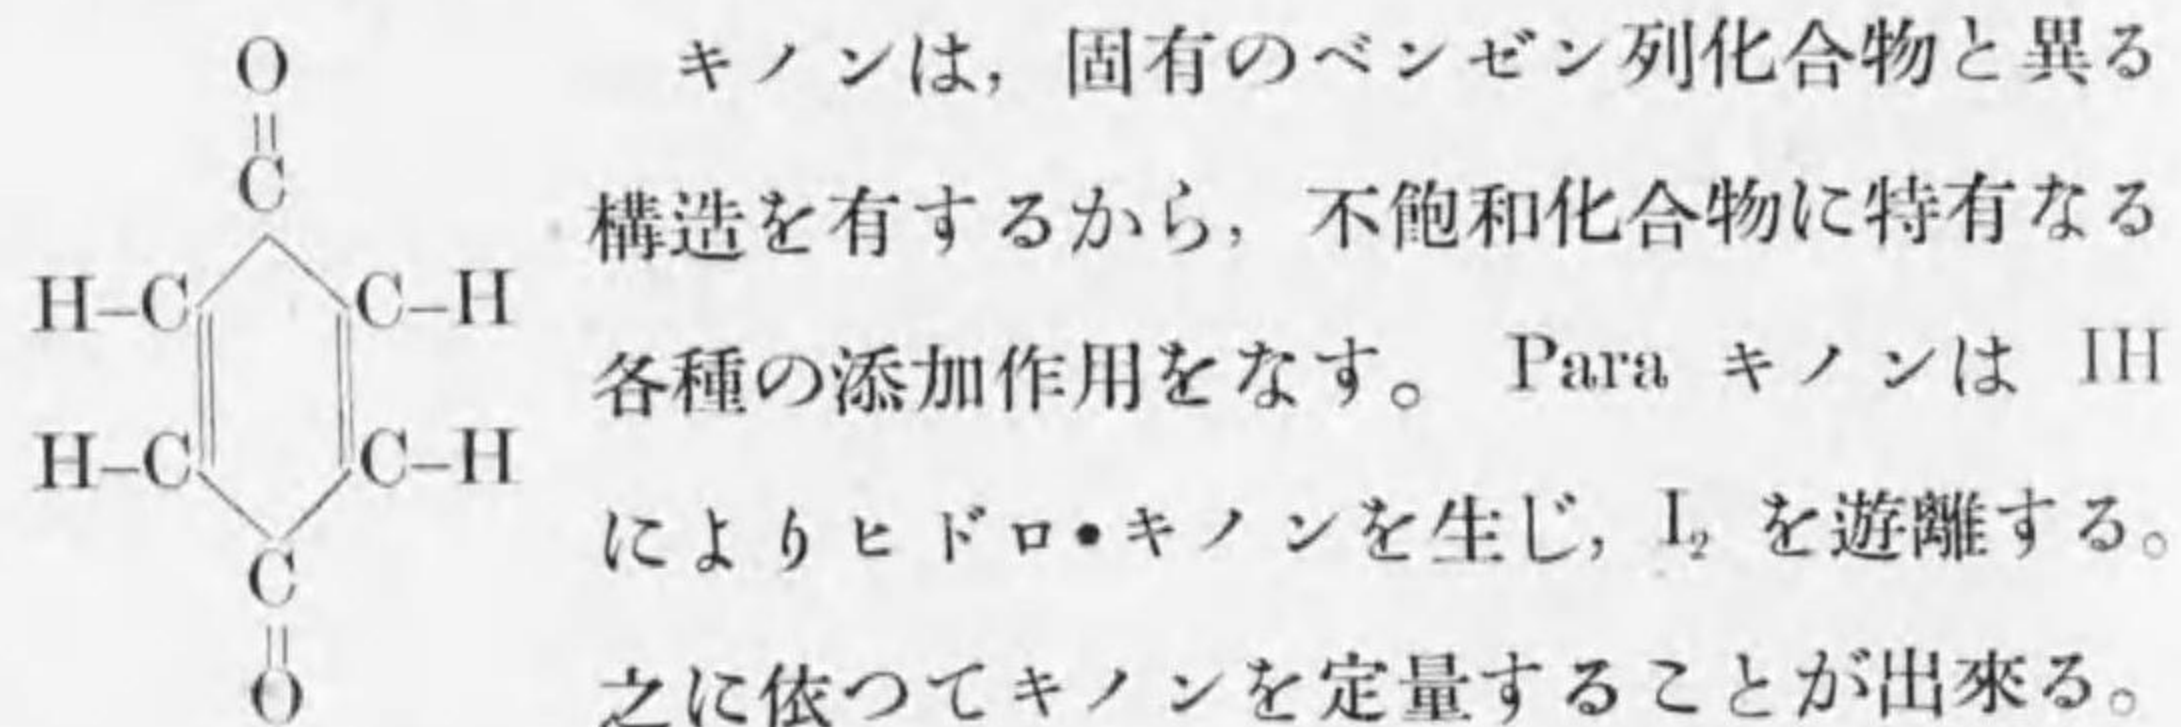 O
C
H–C C–H
H–C C–H
C
O
キノンは，固有のベンゼン列化合物と異る
構造を有するから，不飽和化合物に特有なる
各種の添加作用をなす。 Para キノンは IH
によりヒドロ•キノンを生じ，I₂ を遊離する。
之に依つてキノンを定量することが出來る。